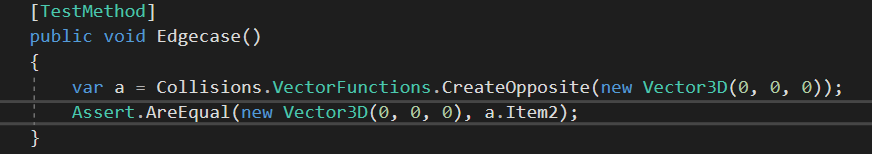 [TestMethod]
public void Edgecase()
{
var a = Collisions.VectorFunctions.CreateOpposite(new Vector3D(0, 0, 0));
Assert.AreEqual(new Vector3D(0, 0, 0), a.Item2);
}